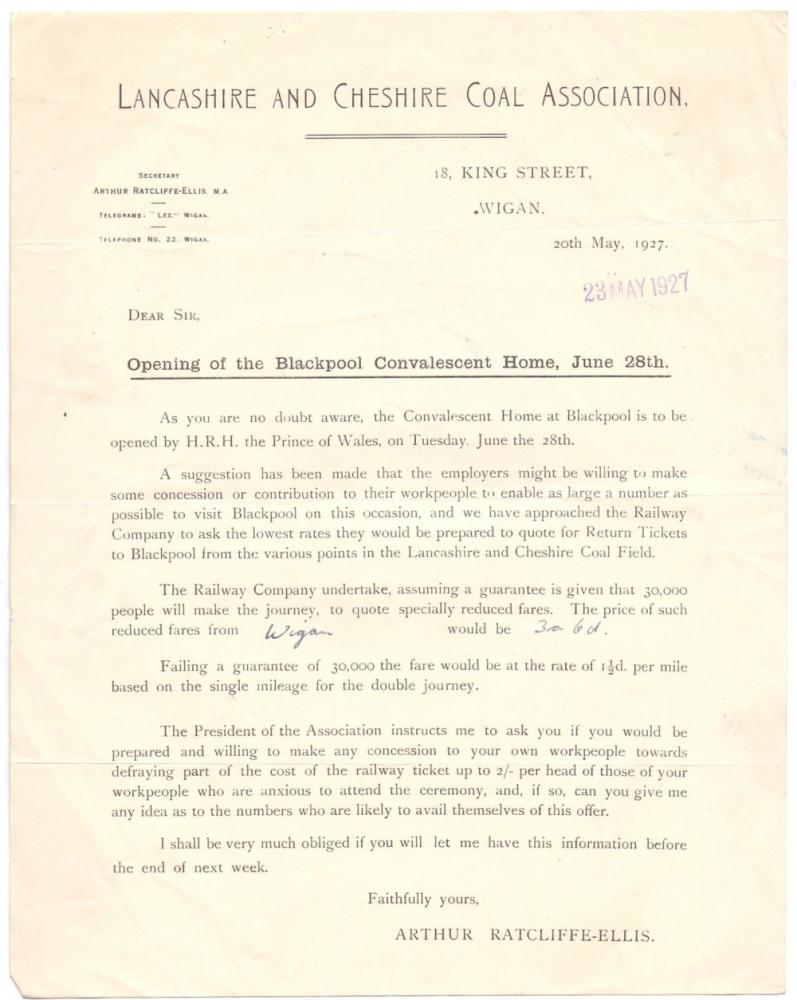 LANCASHIRE AND CHESHIRE COAL ASSOCIATION.
SECRETARY
ARTHUR RATCLIFFE-ELLIS, M.A
TELEGRAMS: "LEX." WIGAN.
TELEPHONE No. 22, WIGAN.
18, KING STREET,
WIGAN.
20th May, 1927.
23 MAY 1927
DEAR SIR,
Opening of the Blackpool Convalescent Home, June 28th.
As you are no doubt aware, the Convalescent Home at Blackpool is to be
opened by H.R.H. the Prince of Wales, on Tuesday, June the 28th.
A suggestion has been made that the employers might be willing to make
some concession or contribution to their workpeople to enable as large a number as
possible to visit Blackpool on this occasion, and we have approached the Railway
Company to ask the lowest rates they would be prepared to quote for Return Tickets
to Blackpool from the various points in the Lancashire and Cheshire Coal Field.
The Railway Company undertake, assuming a guarantee is given that 30,000
people will make the journey, to quote specially reduced fares. The price of such
reduced fares from Wigan would be 3s. 6d.
Failing a guarantee of 30,000 the fare would be at the rate of 1½d. per mile
based on the single mileage for the double journey.
The President of the Association instructs me to ask you if you would be
prepared and willing to make any concession to your own workpeople towards
defraying part of the cost of the railway ticket up to 2/- per head of those of your
workpeople who are anxious to attend the ceremony, and, if so, can you give me
any idea as to the numbers who are likely to avail themselves of this offer.
I shall be very much obliged if you will let me have this information before
the end of next week.
Faithfully yours,
ARTHUR RATCLIFFE-ELLIS.